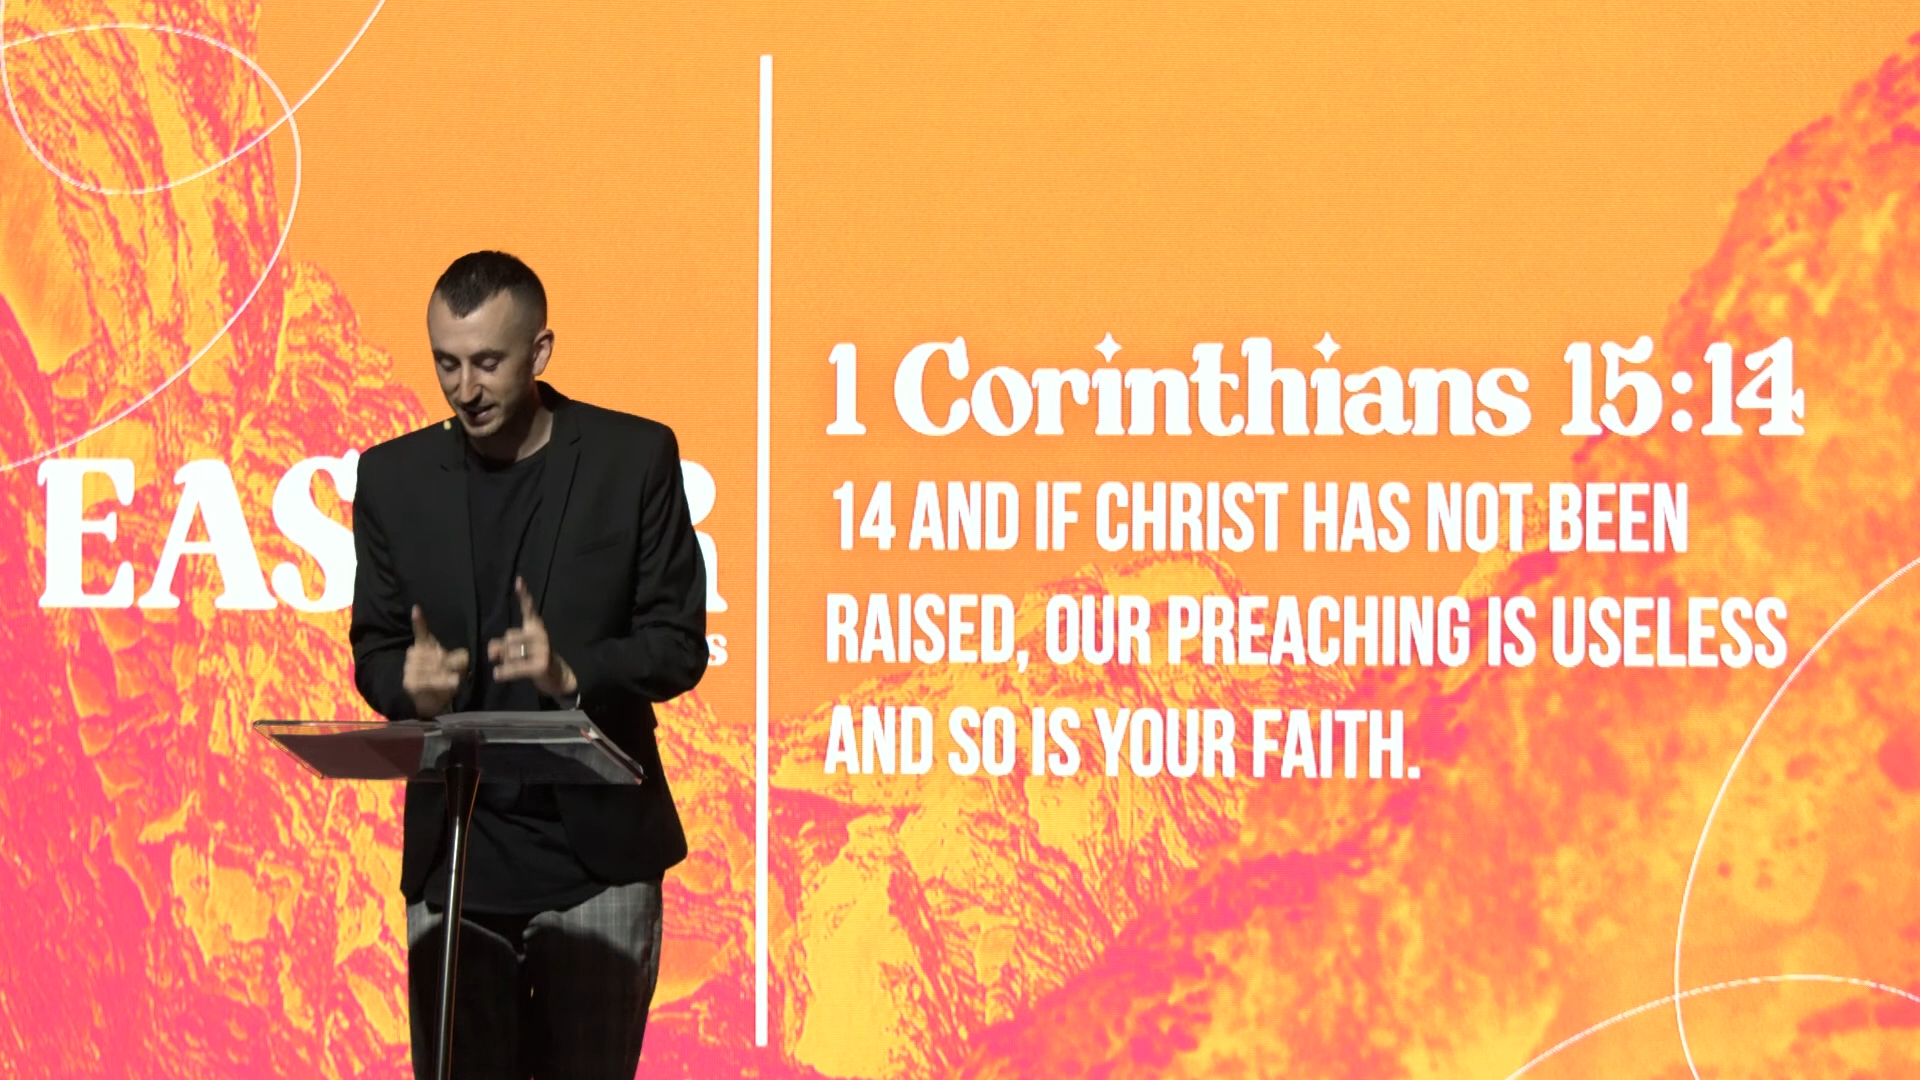 1 Corinthians 15:14
14 AND IF CHRIST HAS NOT BEEN
RAISED, OUR PREACHING IS USELESS
AND SO IS YOUR FAITH.